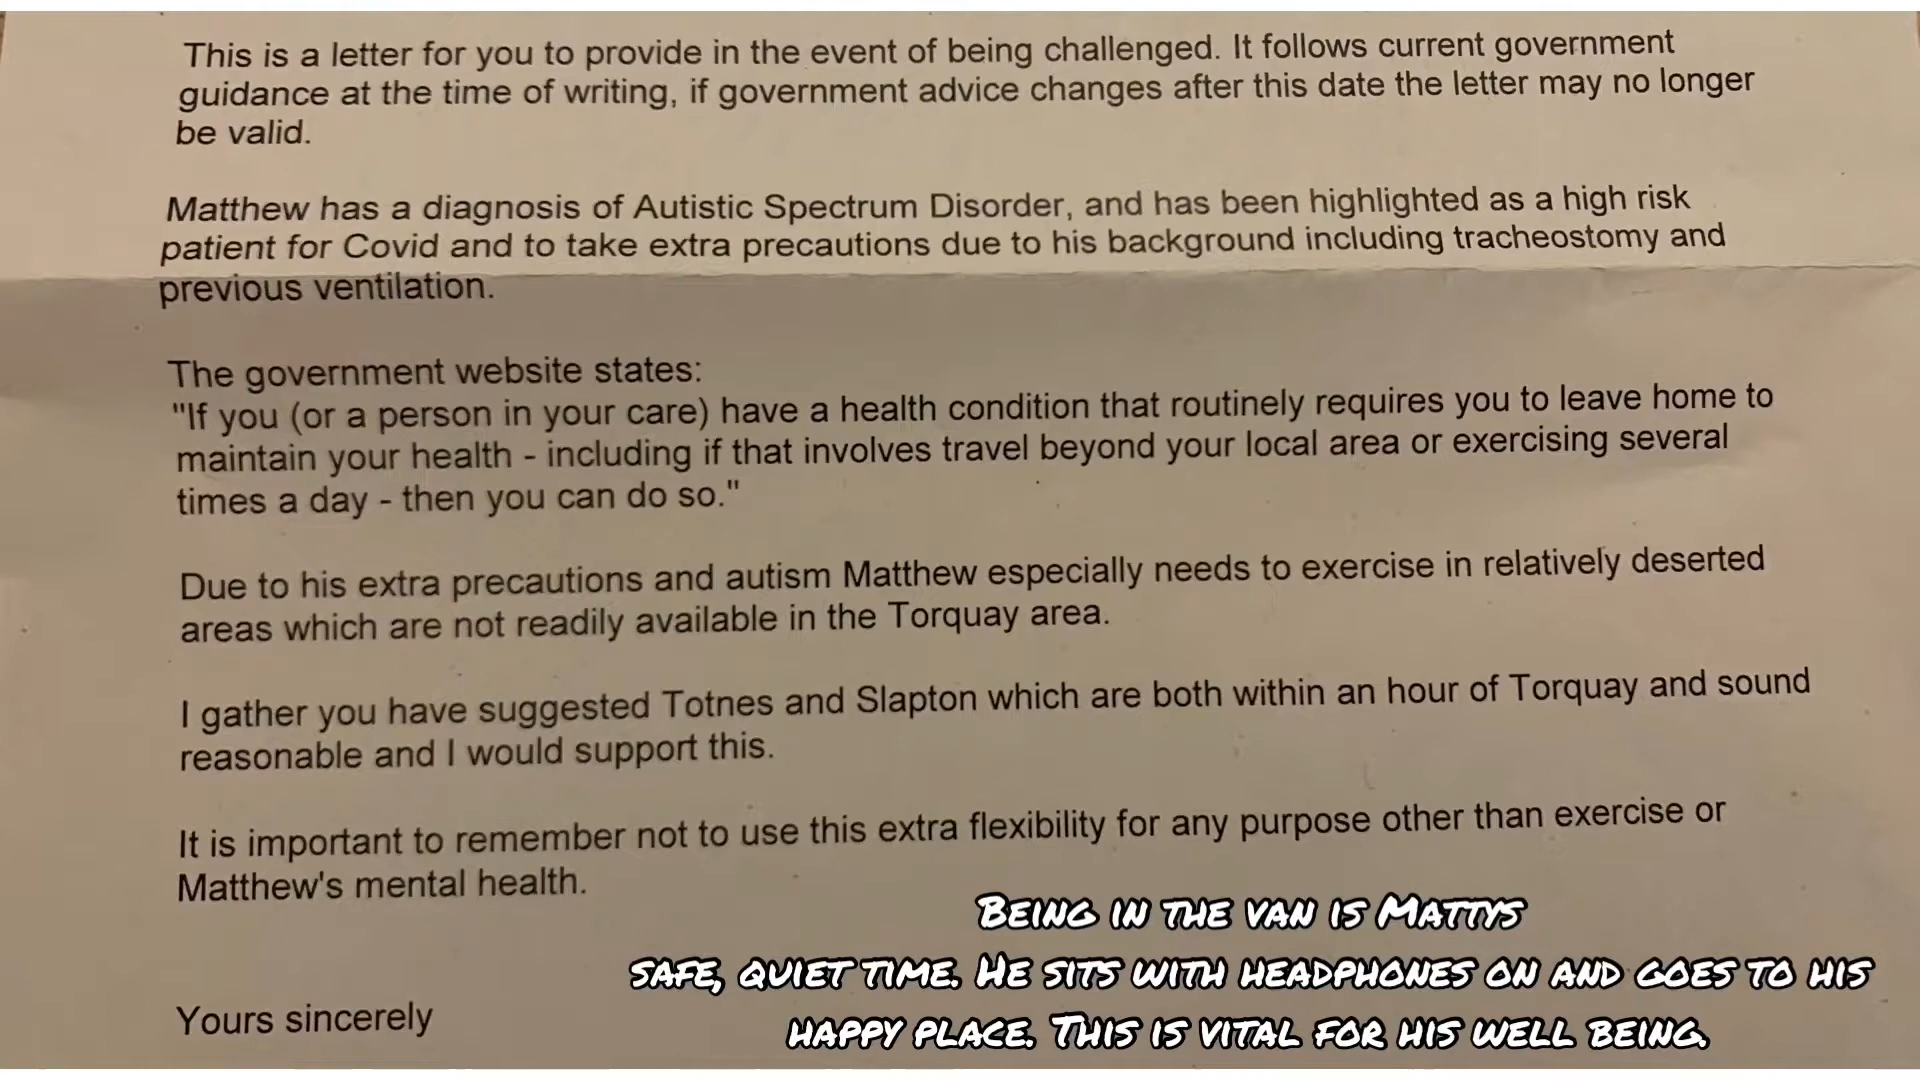 This is a letter for you to provide in the event of being challenged. It follows current government
guidance at the time of writing, if government advice changes after this date the letter may no longer
be valid.
Matthew has a diagnosis of Autistic Spectrum Disorder, and has been highlighted as a high risk
patient for Covid and to take extra precautions due to his background including tracheostomy and
previous ventilation.
The government website states:
"If you (or a person in your care) have a health condition that routinely requires you to leave home to
maintain your health - including if that involves travel beyond your local area or exercising several
times a day - then you can do so."
Due to his extra precautions and autism Matthew especially needs to exercise in relatively deserted
areas which are not readily available in the Torquay area.
I gather you have suggested Totnes and Slapton which are both within an hour of Torquay and sound
reasonable and I would support this.
It is important to remember not to use this extra flexibility for any purpose other than exercise or
Matthew's mental health.
Yours sincerely
BEING IN THE VAN IS MATTYS
SAFE, QUIET TIME. HE SITS WITH HEADPHONES ON AND GOES TO HIS
HAPPY PLACE. THIS IS VITAL FOR HIS WELL BEING.